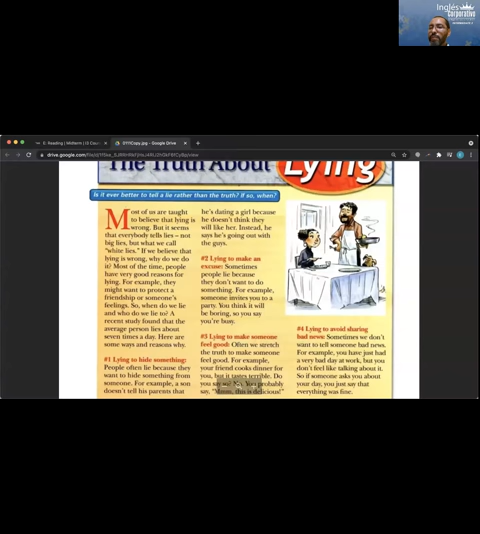 Inglés
corporative
E: Reading | Midterm | (S Cou
0111Copy.jpg - Google Drive
The Truth About Lying
Is it ever better to tell a lie rather than the truth? If so, when?
Most of us are taught
to believe that lying is
wrong. But it seems
that everybody tells lies – not
big lies, but what we call
"white lies." If we believe that
lying is wrong, why do we do
it? Most of the time, people
have very good reasons for
lying. For example, they
might want to protect a
friendship or someone's
feelings. So, when do we lie
and who do we lie to? A
recent study found that the
average person lies about
seven times a day. Here are
some ways and reasons why.
#1 Lying to hide something:
People often lie because they
want to hide something from
someone. For example, a son
doesn't tell his parents that
he's dating a girl because
he doesn't think they
will like her. Instead, he
says he's going out with
the guys.
#2 Lying to make an
excuse: Sometimes
people lie because
they don't want to do
something. For example,
someone invites you to a
party. You think it will
be boring, so you say
you're busy.
#3 Lying to make someone
feel good: Often we stretch
the truth to make someone
feel good. For example,
your friend cooks dinner for
you, but it tastes terrible. Do
you say so? No. You probably
say, "Mmm, this is delicious!"
#4 Lying to avoid sharing
bad news: Sometimes we don't
want to tell someone bad news.
For example, you have just had
a very bad day at work, but you
don't feel like talking about it.
So if someone asks you about
your day, you just say that
everything was fine.